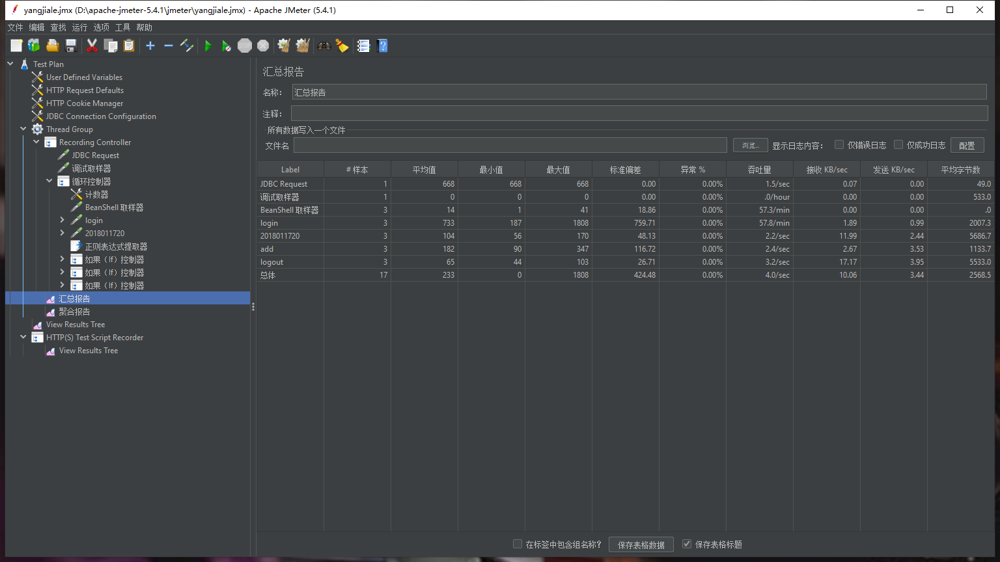 yangjiale.jmx (D:\apache-jmeter-5.4.1\jmeter\yangjiale.jmx) - Apache JMeter (5.4.1)
文件 编辑 查找 运行 选项 工具 帮助
STOP
Test Plan
User Defined Variables
HTTP Request Defaults
HTTP Cookie Manager
JDBC Connection Configuration
Thread Group
Recording Controller
JDBC Request
调试取样器
循环控制器
计数器
BeanShell 取样器
login
2018011720
正则表达式提取器
如果（If）控制器
如果（If）控制器
如果（If）控制器
汇总报告
聚合报告
View Results Tree
HTTP(S) Test Script Recorder
View Results Tree
汇总报告
名称： 汇总报告
注释：
所有数据写入一个文件
文件名 浏览... 显示日志内容： 仅错误日志 仅成功日志 配置
Label # 样本 平均值 最小值 最大值 标准偏差 异常 % 吞吐量 接收 KB/sec 发送 KB/sec 平均字节数
JDBC Request 1 668 668 668 0.00 0.00% 1.5/sec 0.07 0.00 49.0
调试取样器 1 0 0 0 0.00 0.00% .0/hour 0.00 0.00 533.0
BeanShell 取样器 3 14 1 41 18.86 0.00% 57.3/min 0.00 0.00 .0
login 3 733 187 1808 759.71 0.00% 57.8/min 1.89 0.99 2007.3
2018011720 3 104 56 170 48.13 0.00% 2.2/sec 11.99 2.44 5686.7
add 3 182 90 347 116.72 0.00% 2.4/sec 2.67 3.53 1133.7
logout 3 65 44 103 26.71 0.00% 3.2/sec 17.17 3.95 5533.0
总体 17 233 0 1808 424.48 0.00% 4.0/sec 10.06 3.44 2568.5
在标签中包含组名称? 保存表格数据 保存表格标题